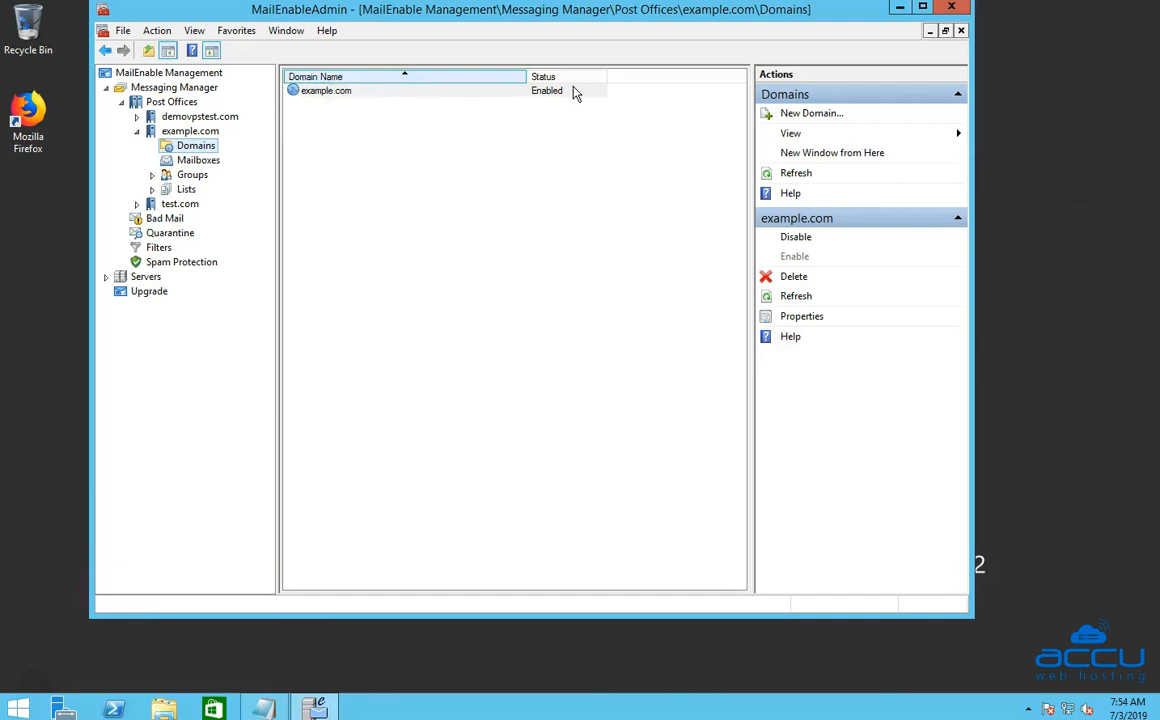 MailEnableAdmin - [MailEnable Management\Messaging Manager\Post Offices\example.com\Domains]
File Action View Favorites Window Help
Recycle Bin
Mozilla
Firefox
MailEnable Management
Messaging Manager
Post Offices
demovpstest.com
example.com
Domains
Mailboxes
Groups
Lists
test.com
Bad Mail
Quarantine
Filters
Spam Protection
Servers
Upgrade
Domain Name Status
example.com Enabled
Actions
Domains
New Domain...
View
New Window from Here
Refresh
Help
example.com
Disable
Enable
Delete
Refresh
Properties
Help
2
accu
web hosting
7:54 AM
7/3/2019